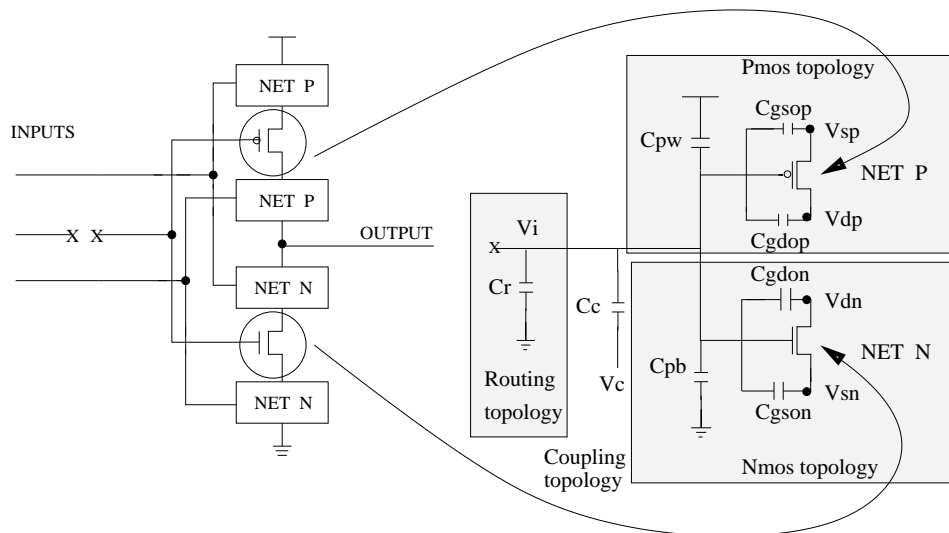 NET P
INPUTS
NET P
X X
OUTPUT
NET N
NET N
Pmos topology
Cgsop
Vsp
Cpw
NET P
Vdp
Cgdop
Vi
X
Cr
Cc
Routing
topology
Vc
Coupling
topology
Cgdon
Vdn
NET N
Cpb
Vsn
Cgson
Nmos topology